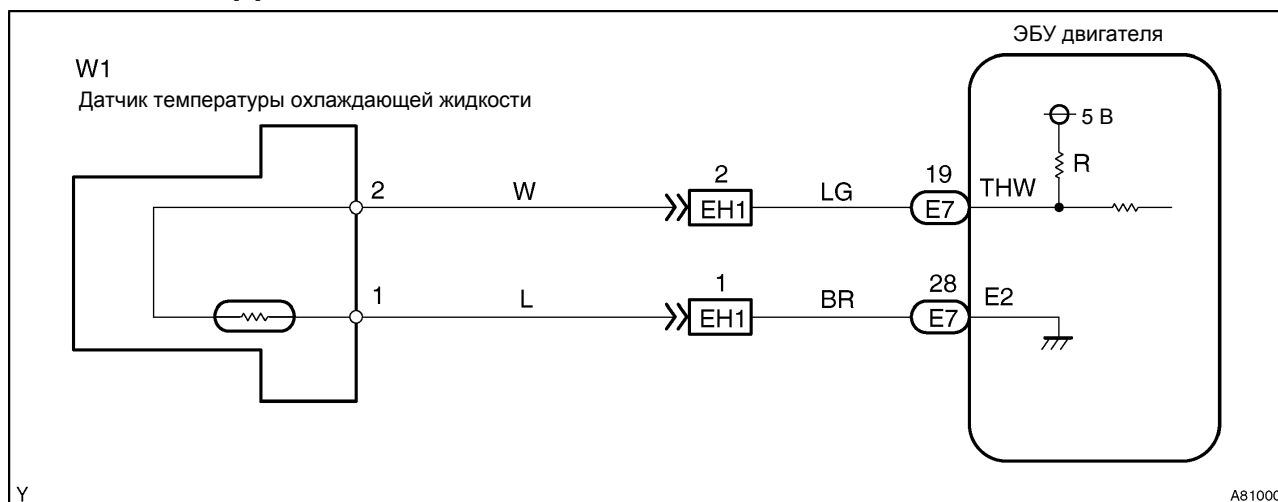 ЭБУ двигателя
W1
Датчик температуры охлаждающей жидкости
5 В
R
2 W 2 EH1 LG 19 E7 THW
1 L 1 EH1 BR 28 E7 E2
Y
A81000